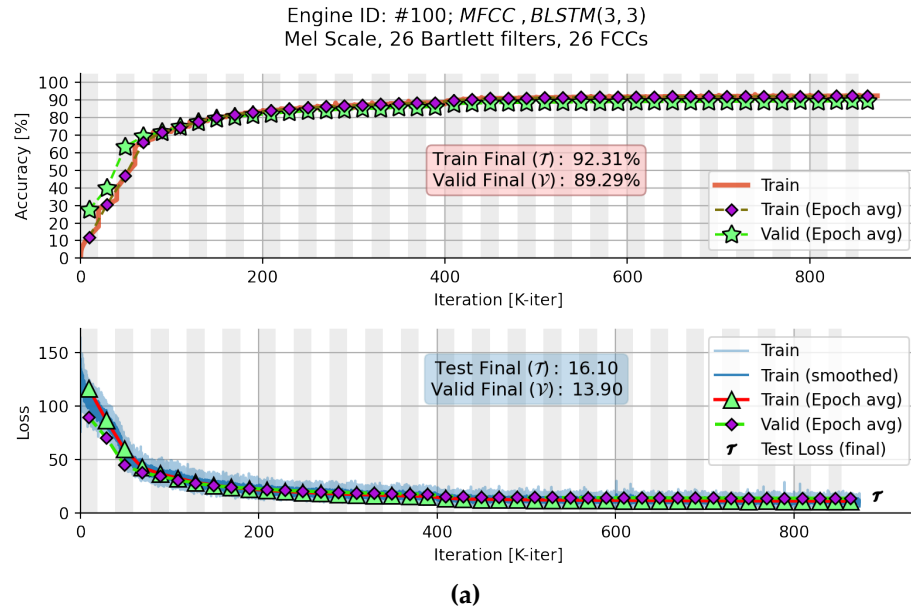 Engine ID: #100; MFCC , BLSTM(3, 3)
Mel Scale, 26 Bartlett filters, 26 FCCs
Accuracy [%]
100
90
80
70
60
50
40
30
20
10
0
Train Final (𝒯): 92.31%
Valid Final (𝒱): 89.29%
Train
Train (Epoch avg)
Valid (Epoch avg)
0 200 400 600 800
Iteration [K-iter]
Loss
150
100
50
0
Test Final (𝒯): 16.10
Valid Final (𝒱): 13.90
Train
Train (smoothed)
Train (Epoch avg)
Valid (Epoch avg)
𝒯 Test Loss (final)
𝒯
0 200 400 600 800
Iteration [K-iter]
(a)